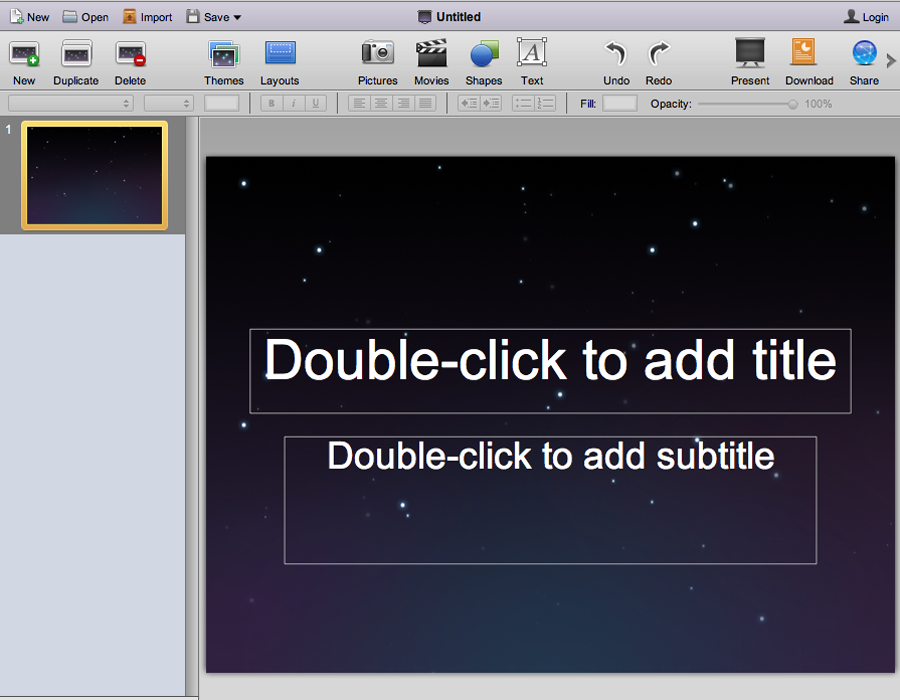 New Open Import Save Untitled Login
New Duplicate Delete Themes Layouts Pictures Movies Shapes Text Undo Redo Present Download Share
B i U Fill: Opacity: 100%
1
Double-click to add title
Double-click to add subtitle